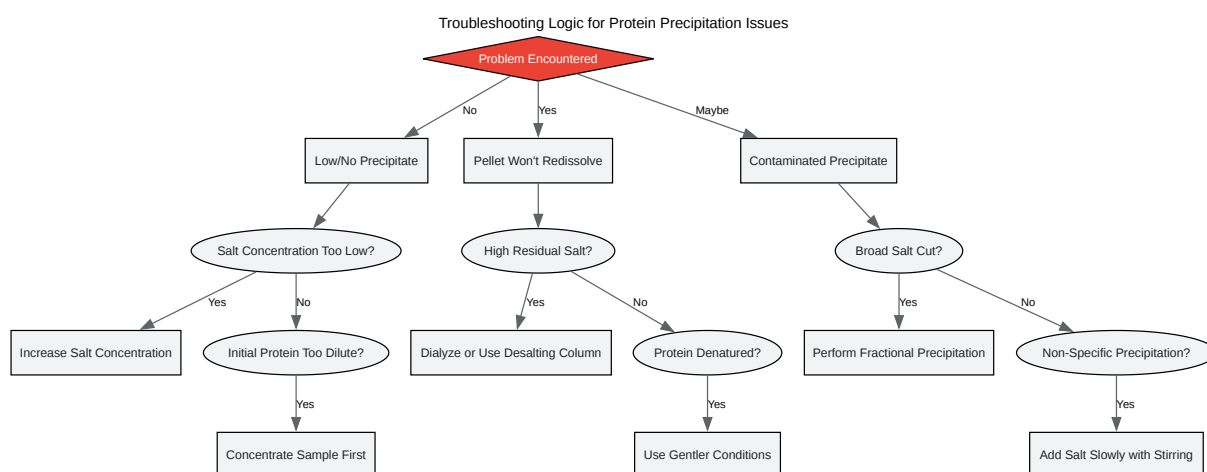 Troubleshooting Logic for Protein Precipitation Issues
Problem Encountered
No
Yes
Maybe
Low/No Precipitate
Pellet Won't Redissolve
Contaminated Precipitate
Salt Concentration Too Low?
High Residual Salt?
Broad Salt Cut?
Yes
No
Yes
No
Yes
No
Increase Salt Concentration
Initial Protein Too Dilute?
Dialyze or Use Desalting Column
Protein Denatured?
Perform Fractional Precipitation
Non-Specific Precipitation?
Yes
Yes
Yes
Concentrate Sample First
Use Gentler Conditions
Add Salt Slowly with Stirring